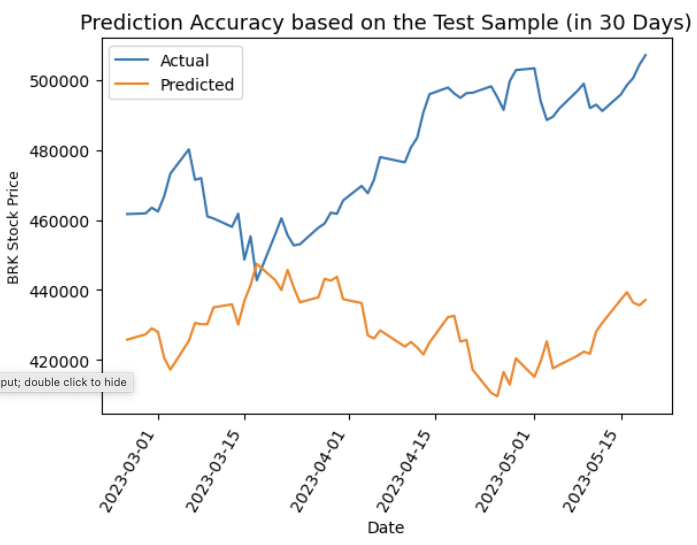 Prediction Accuracy based on the Test Sample (in 30 Days)
Actual
Predicted
500000
480000
460000
440000
420000
BRK Stock Price
put; double click to hide
2023-03-01
2023-03-15
2023-04-01
2023-04-15
2023-05-01
2023-05-15
Date